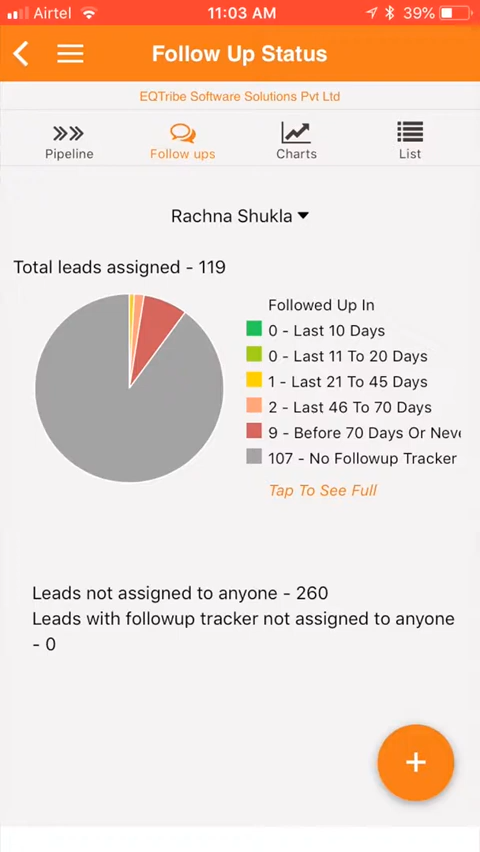 Airtel 11:03 AM 39%
Follow Up Status
EQTribe Software Solutions Pvt Ltd
Pipeline Follow ups Charts List
Rachna Shukla
Total leads assigned - 119
Followed Up In
0 - Last 10 Days
0 - Last 11 To 20 Days
1 - Last 21 To 45 Days
2 - Last 46 To 70 Days
9 - Before 70 Days Or Neve
107 - No Followup Tracker
Tap To See Full
Leads not assigned to anyone - 260
Leads with followup tracker not assigned to anyone
- 0
+